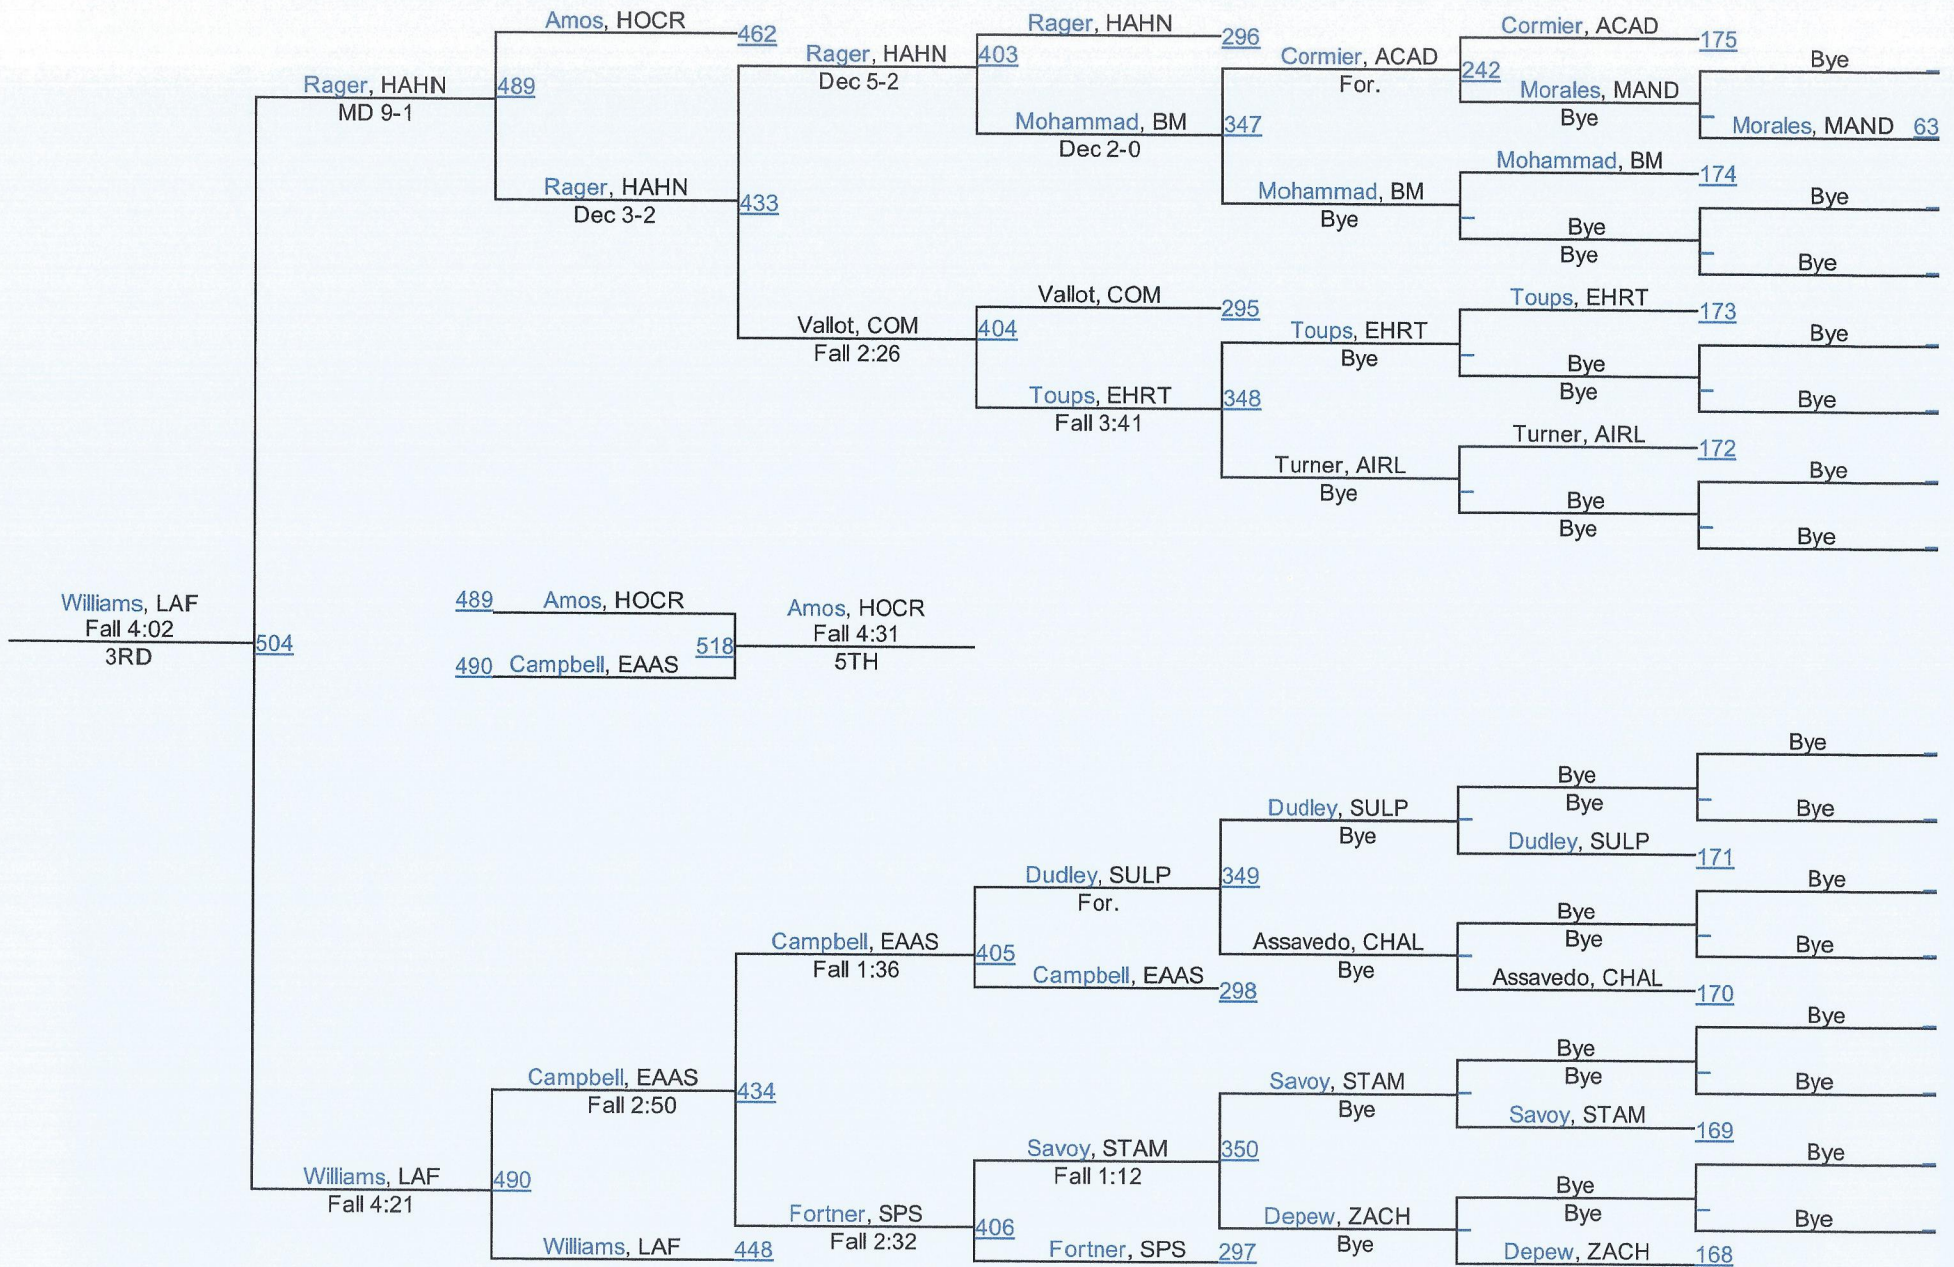 Amos, HOCR
462
Rager, HAHN
296
Cormier, ACAD
175
Bye
Rager, HAHN
Dec 5-2
403
Cormier, ACAD
For.
242
Morales, MAND
Bye
Morales, MAND 63
Rager, HAHN
MD 9-1
489
Mohammad, BM
Dec 2-0
347
Mohammad, BM
174
Bye
Rager, HAHN
Dec 3-2
433
Mohammad, BM
Bye
Bye
Bye
Bye
Vallot, COM
295
Toups, EHRT
173
Bye
Vallot, COM
Fall 2:26
404
Toups, EHRT
Bye
Bye
Bye
Bye
Toups, EHRT
Fall 3:41
348
Turner, AIRL
172
Bye
Turner, AIRL
Bye
Bye
Bye
Bye
Williams, LAF
Fall 4:02
3RD
504
489 Amos, HOCR
490 Campbell, EAAS
518
Amos, HOCR
Fall 4:31
5TH
Bye
Bye
Bye
Bye
Dudley, SULP
Bye
Dudley, SULP
171
Dudley, SULP
For.
349
Bye
Bye
Bye
Bye
Campbell, EAAS
Fall 1:36
405
Assavedo, CHAL
Bye
Assavedo, CHAL
170
Campbell, EAAS
298
Bye
Bye
Bye
Bye
Campbell, EAAS
Fall 2:50
434
Savoy, STAM
Bye
Savoy, STAM
169
Savoy, STAM
Fall 1:12
350
Bye
Bye
Bye
Bye
Williams, LAF
Fall 4:21
490
Fortner, SPS
Fall 2:32
406
Depew, ZACH
Bye
Depew, ZACH
168
Williams, LAF
448
Fortner, SPS
297